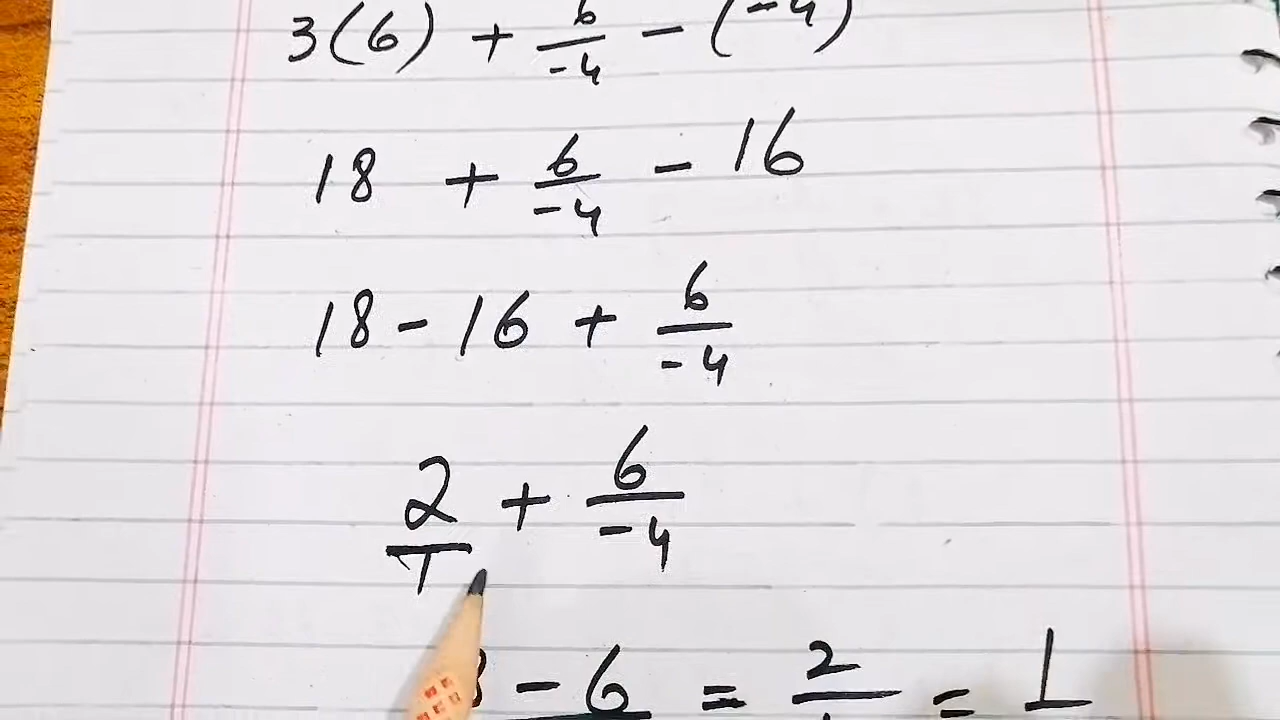 3(6) + 6/-4 - (-4)
18 + 6/-4 - 16
18 - 16 + 6/-4
2/1 + 6/-4
- 6 = 2 = 1